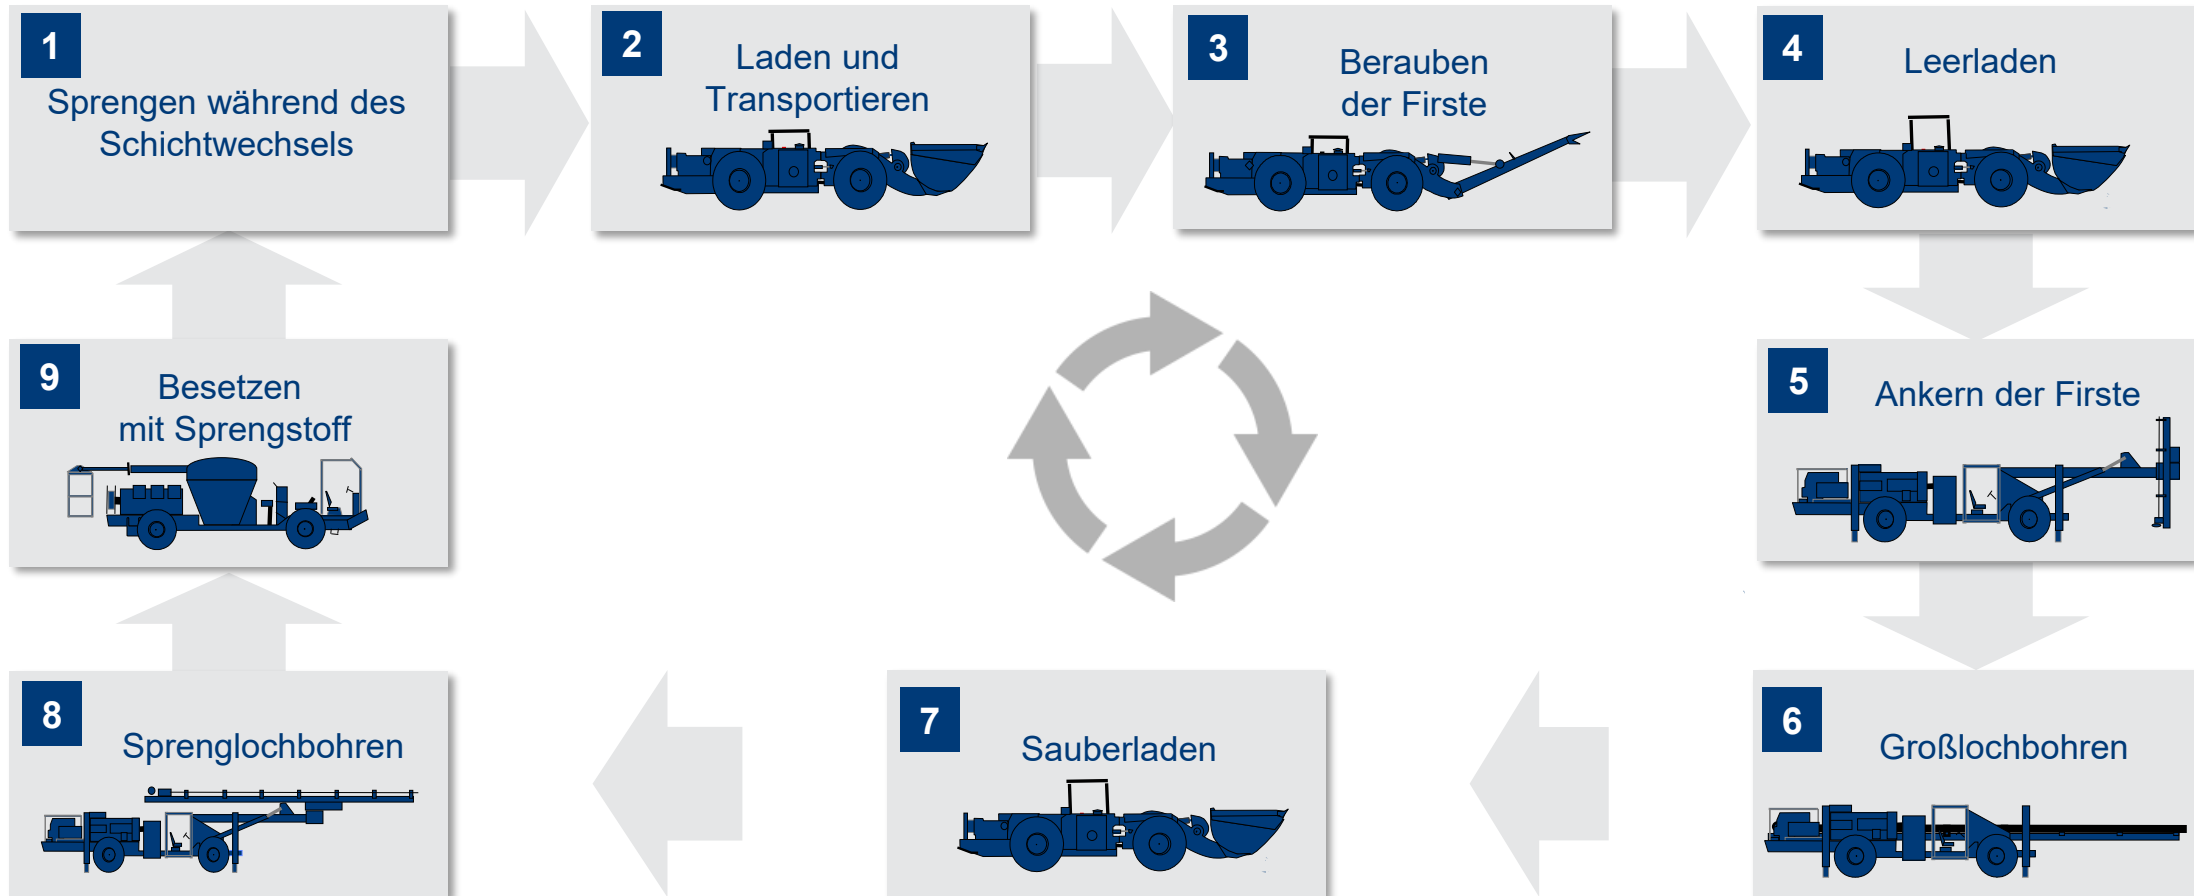 1
Sprengen während des
Schichtwechsels
2
Laden und
Transportieren
3
Berauben
der Firste
4
Leerladen
5
Ankern der Firste
6
Großlochbohren
7
Sauberladen
8
Sprenglochbohren
9
Besetzen
mit Sprengstoff